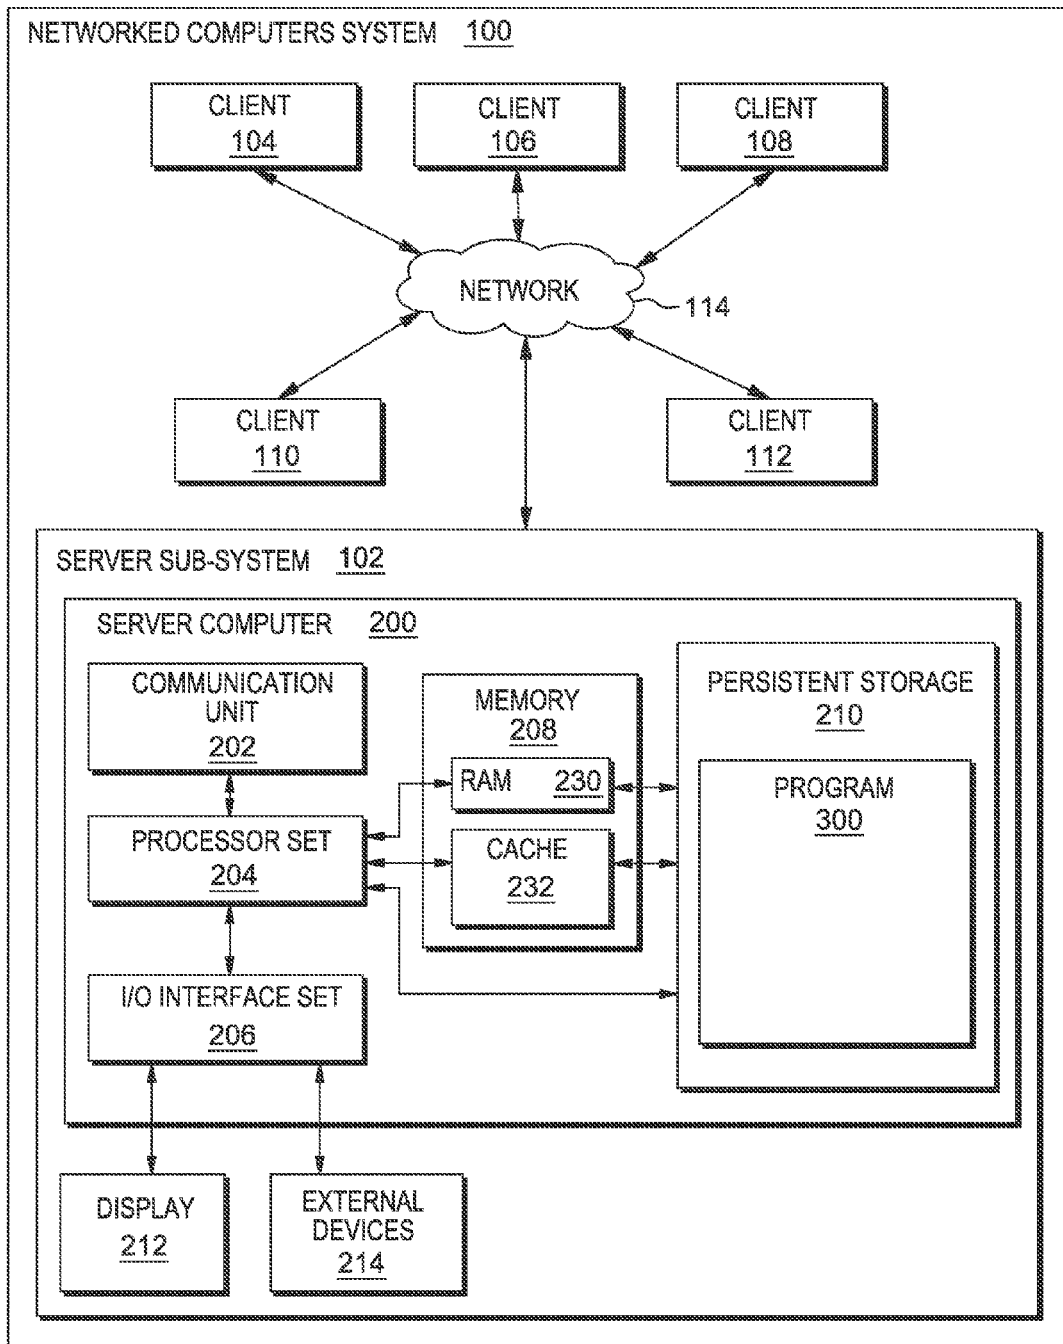 NETWORKED COMPUTERS SYSTEM 100
CLIENT
104
CLIENT
106
CLIENT
108
NETWORK
114
CLIENT
110
CLIENT
112
SERVER SUB-SYSTEM 102
SERVER COMPUTER 200
COMMUNICATION
UNIT
202
PROCESSOR SET
204
I/O INTERFACE SET
206
MEMORY
208
RAM 230
CACHE
232
PERSISTENT STORAGE
210
PROGRAM
300
DISPLAY
212
EXTERNAL
DEVICES
214